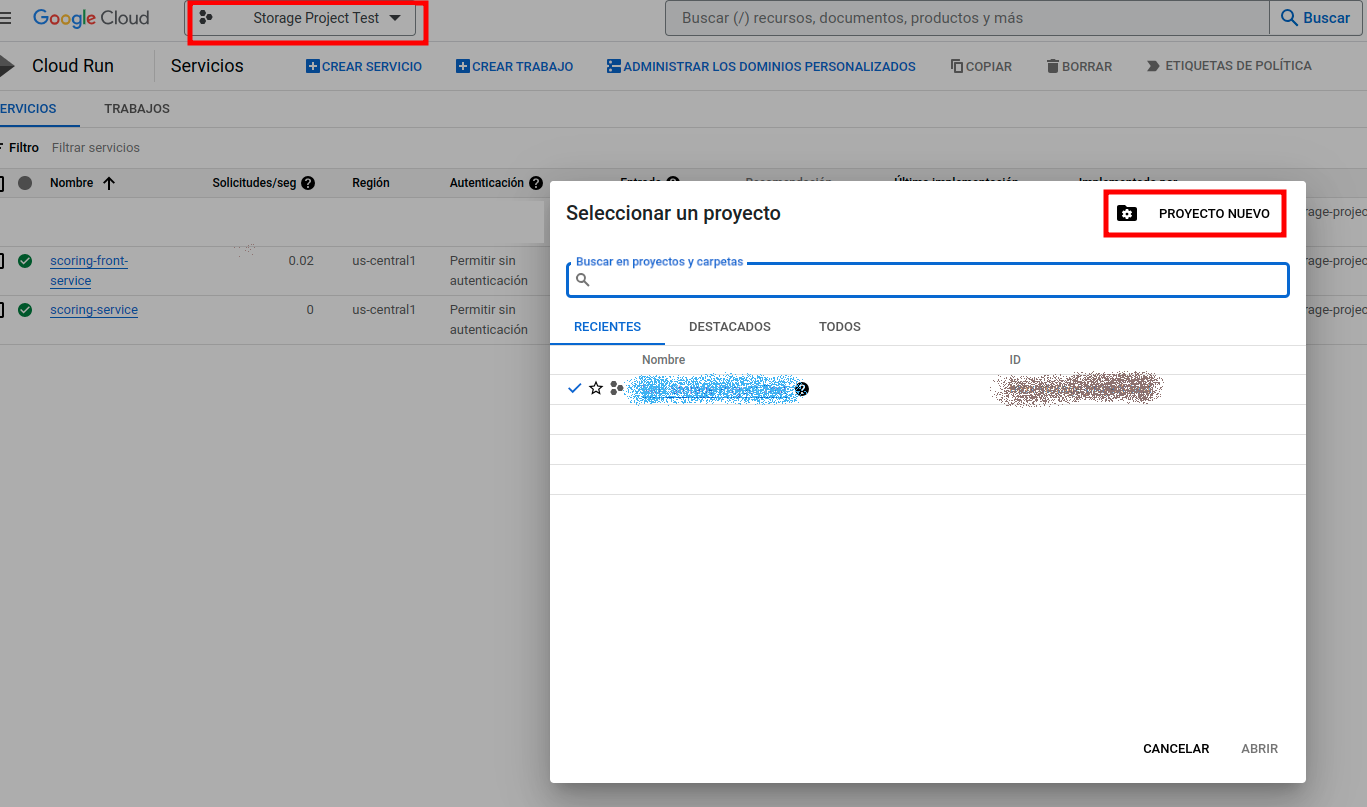 Google Cloud
Storage Project Test
Buscar (/) recursos, documentos, productos y más
Buscar
Cloud Run
Servicios
CREAR SERVICIO
CREAR TRABAJO
ADMINISTRAR LOS DOMINIOS PERSONALIZADOS
COPIAR
BORRAR
ETIQUETAS DE POLÍTICA
ERVICIOS
TRABAJOS
Filtro
Filtrar servicios
Nombre
Solicitudes/seg
Región
Autenticación
rage-projec
scoring-front-
service
0.02
us-central1
Permitir sin
autenticación
rage-projec
scoring-service
0
us-central1
Permitir sin
autenticación
rage-projec
Seleccionar un proyecto
PROYECTO NUEVO
Buscar en proyectos y carpetas
RECIENTES
DESTACADOS
TODOS
Nombre
ID
CANCELAR
ABRIR